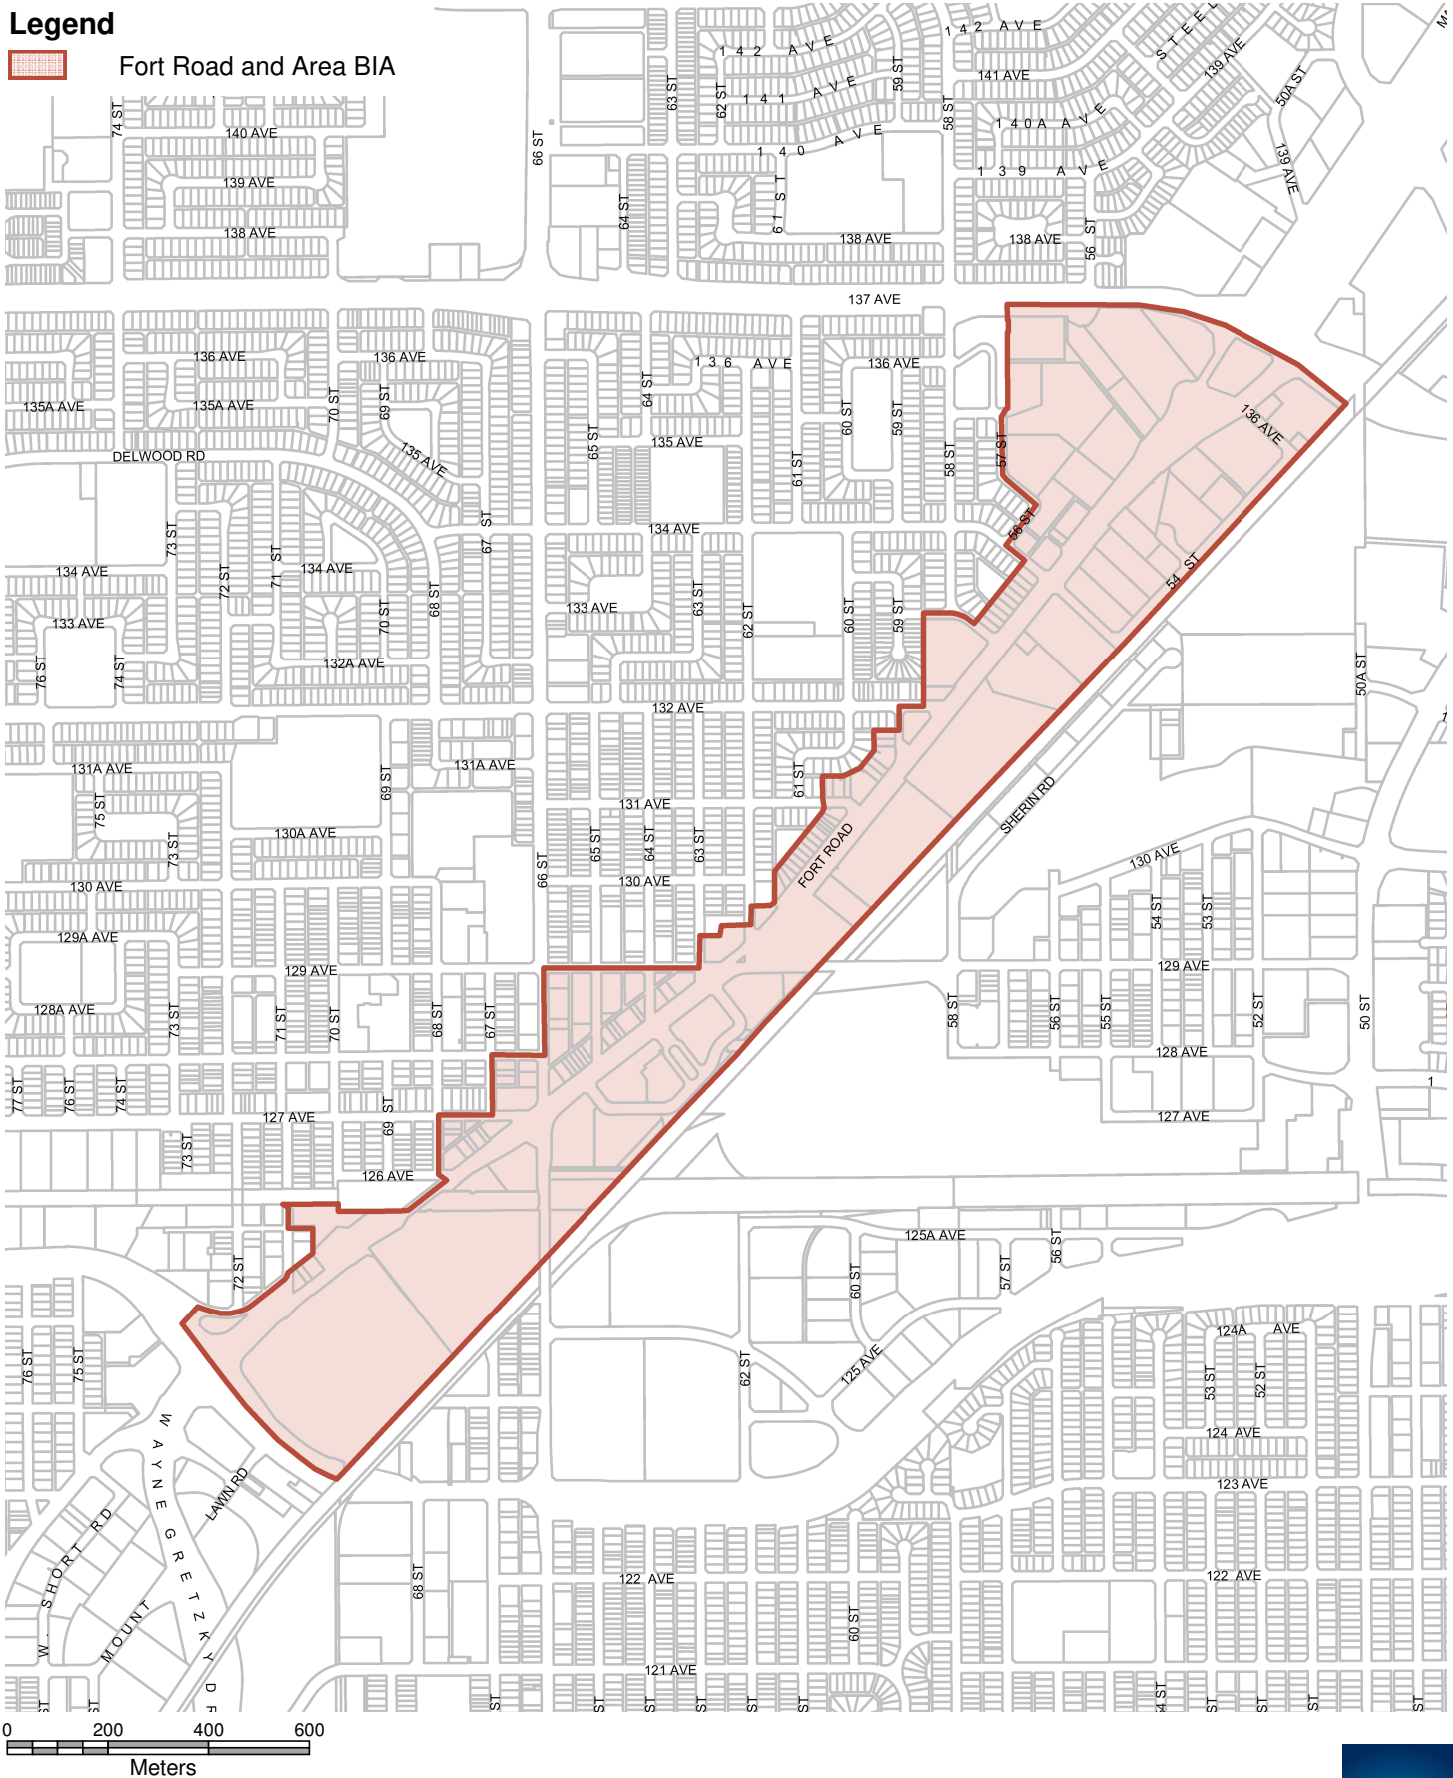 Legend
Fort Road and Area BIA
142 AVE
142 AVE
STEEL
139 AVE
141 AVE
59 ST
63 ST
62 ST
141 AVE
50A ST
74 ST
140 AVE
58 ST
140A AVE
66 ST
140 AVE
139 AVE
139 AVE
139 AVE
61 ST
64 ST
138 AVE
138 AVE
138 AVE
56 ST
137 AVE
136 AVE
136 AVE
136 AVE
136 AVE
135A AVE
135A AVE
70 ST
69 ST
64 ST
60 ST
59 ST
136 AVE
65 ST
135 AVE
57 ST
DELWOOD RD
135 AVE
61 ST
58 ST
73 ST
67 ST
134 AVE
56 ST
134 AVE
72 ST
71 ST
134 AVE
68 ST
54 ST
133 AVE
70 ST
133 AVE
63 ST
62 ST
60 ST
59 ST
76 ST
74 ST
132A AVE
50A ST
132 AVE
131A AVE
69 ST
131A AVE
61 ST
75 ST
131 AVE
SHERIN RD
73 ST
130A AVE
65 ST
64 ST
63 ST
FORT ROAD
130 AVE
130 AVE
66 ST
130 AVE
54 ST
53 ST
129A AVE
129 AVE
129 AVE
128A AVE
73 ST
71 ST
70 ST
68 ST
67 ST
58 ST
56 ST
55 ST
52 ST
50 ST
128 AVE
77 ST
76 ST
74 ST
127 AVE
69 ST
127 AVE
73 ST
126 AVE
125A AVE
56 ST
72 ST
60 ST
57 ST
124A AVE
76 ST
75 ST
62 ST
125 AVE
53 ST
52 ST
WAYNE GRETZKY DR
124 AVE
LAWN RD
123 AVE
W. SHORT RD
MOUNT
68 ST
122 AVE
122 AVE
60 ST
121 AVE
ST
ST
ST
ST
ST
ST
ST
ST
ST
ST
ST
ST
0 200 400 600
Meters